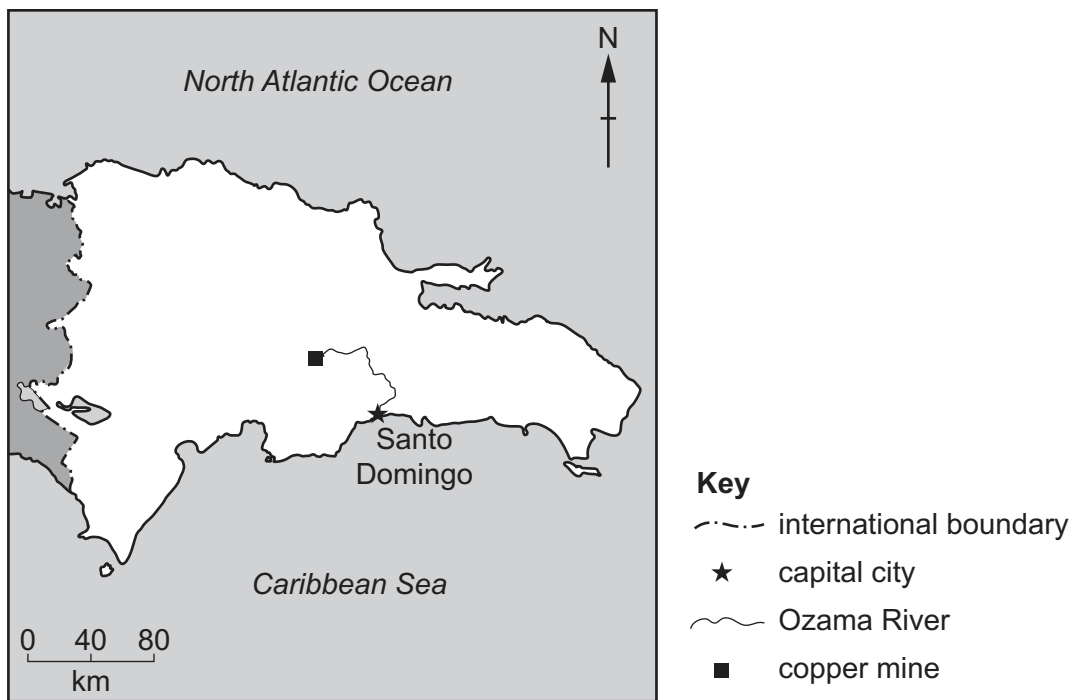 North Atlantic Ocean
N
Santo
Domingo
Caribbean Sea
0 40 80
km
Key
international boundary
capital city
Ozama River
copper mine